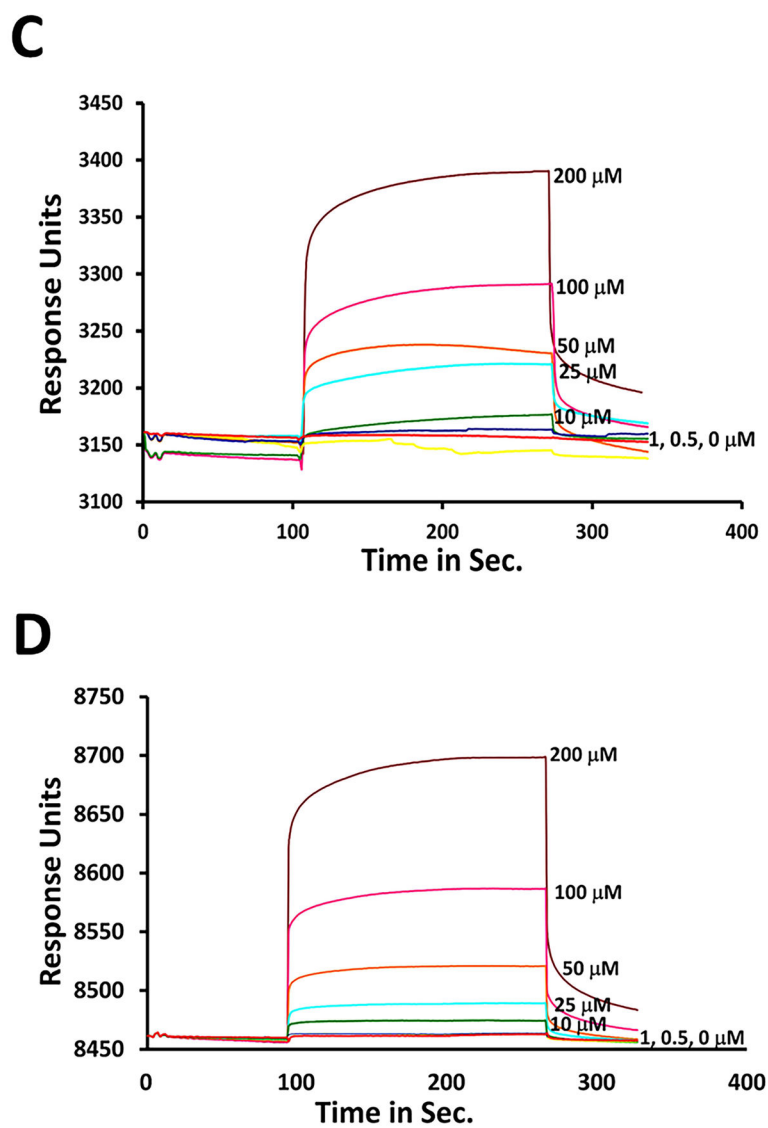 C
3450
3400
200 μM
3350
3300
100 μM
3250
50 μM
25 μM
3200
10 μM
1, 0.5, 0 μM
3150
3100
0 100 200 300 400
Response Units
Time in Sec.
D
8750
8700
200 μM
8650
8600
100 μM
8550
50 μM
8500
25 μM
10 μM
1, 0.5, 0 μM
8450
0 100 200 300 400
Response Units
Time in Sec.